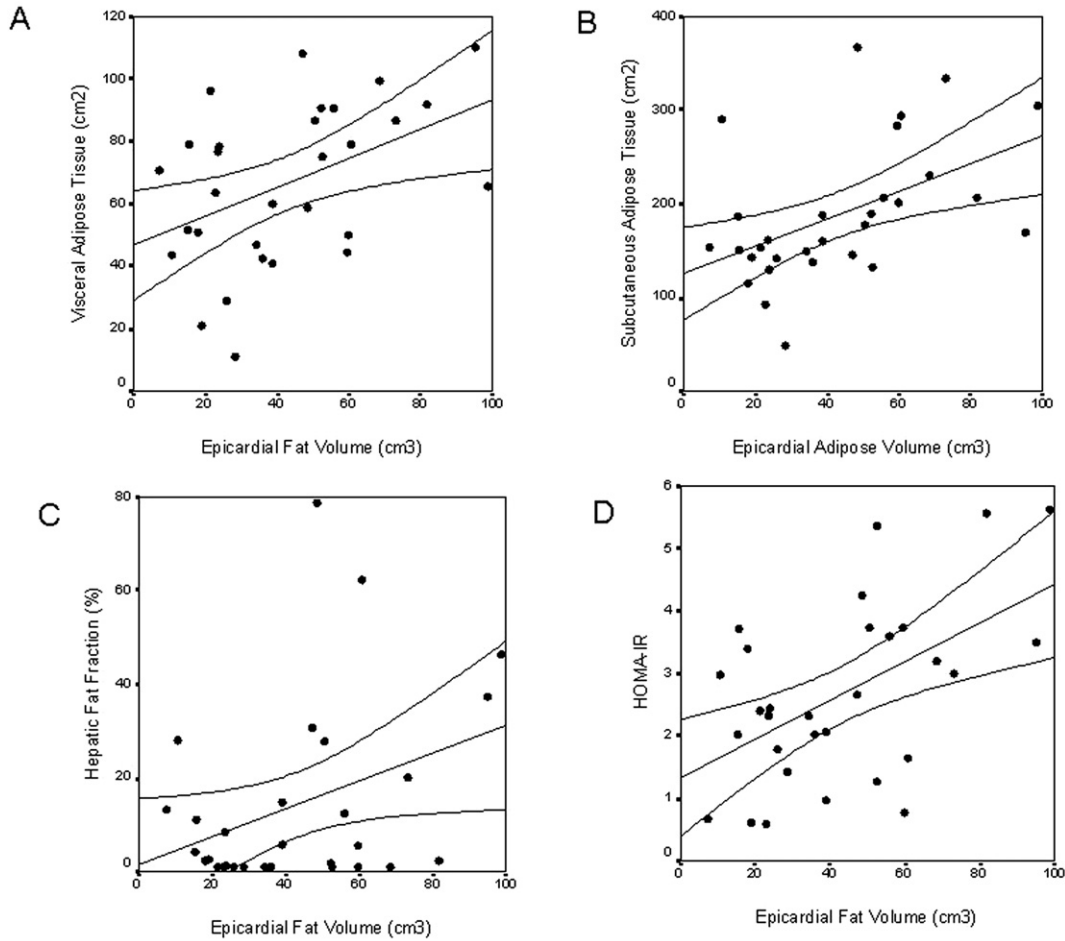 A
Visceral Adipose Tissue (cm2)
120
100
80
60
40
20
0
0 20 40 60 80 100
Epicardial Fat Volume (cm3)
B
Subcutaneous Adipose Tissue (cm2)
400
300
200
100
0
0 20 40 60 80 100
Epicardial Adipose Volume (cm3)
C
Hepatic Fat Fraction (%)
80
60
40
20
0
0 20 40 60 80 100
Epicardial Fat Volume (cm3)
D
HOMA-IR
6
5
4
3
2
1
0
0 20 40 60 80 100
Epicardial Fat Volume (cm3)